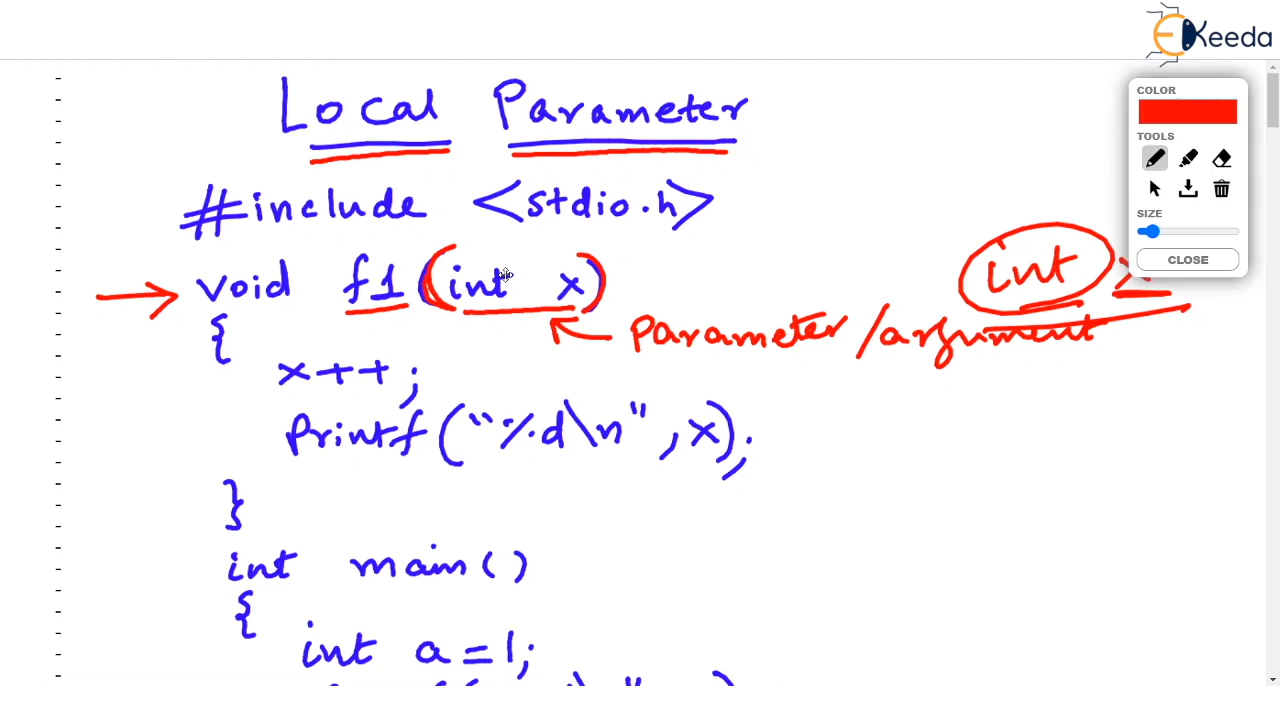 EKeeda
COLOR
TOOLS
SIZE
CLOSE
Local Parameter
#include <stdio.h>
void f1 (int x)
int x
Parameter/argument
{
x++;
Printf("%d\n",x);
}
int main()
{
int a=1;